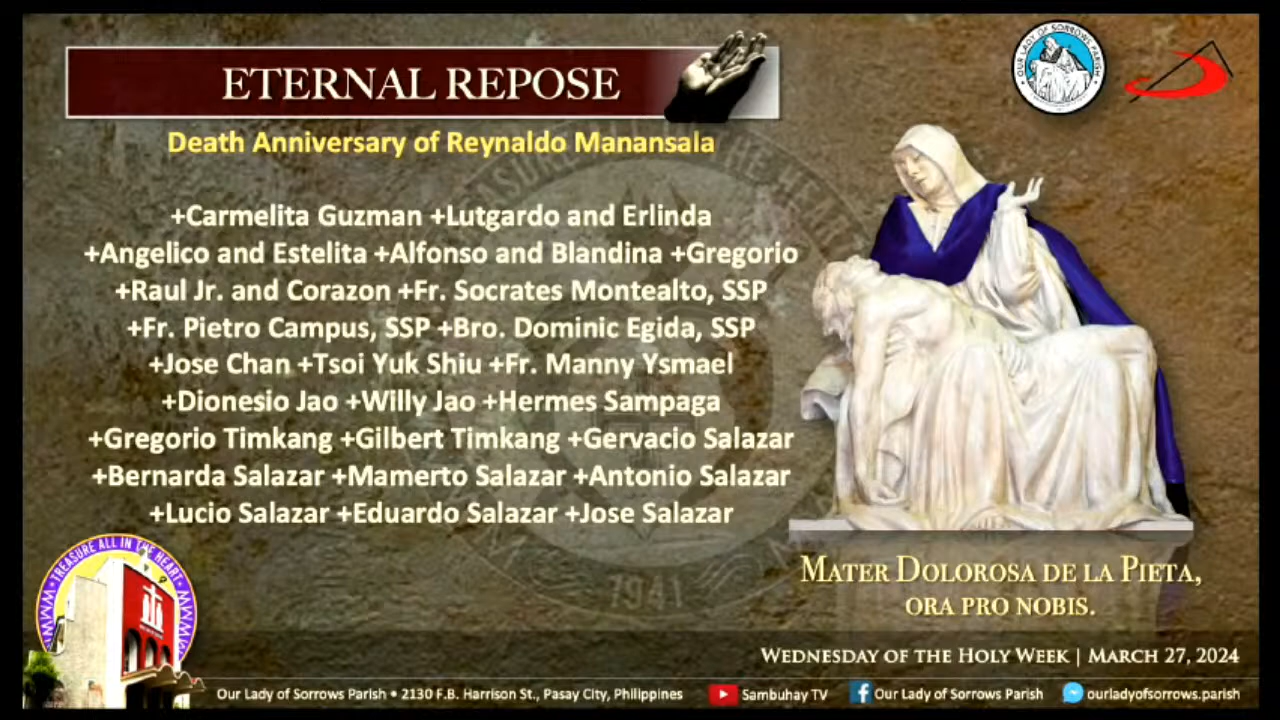 ETERNAL REPOSE
Death Anniversary of Reynaldo Manansala
+Carmelita Guzman +Lutgardo and Erlinda
+Angelico and Estelita +Alfonso and Blandina +Gregorio
+Raul Jr. and Corazon +Fr. Socrates Montealto, SSP
+Fr. Pietro Campus, SSP +Bro. Dominic Egida, SSP
+Jose Chan +Tsoi Yuk Shiu +Fr. Manny Ysmael
+Dionesio Jao +Willy Jao +Hermes Sampaga
+Gregorio Timkang +Gilbert Timkang +Gervacio Salazar
+Bernarda Salazar +Mamerto Salazar +Antonio Salazar
+Lucio Salazar +Eduardo Salazar +Jose Salazar
OUR LADY OF SORROWS PARISH
TREASURE ALL IN THE HEART
1941
MATER DOLOROSA DE LA PIETA,
ORA PRO NOBIS.
WEDNESDAY OF THE HOLY WEEK | MARCH 27, 2024
Our Lady of Sorrows Parish • 2130 F.B. Harrison St., Pasay City, Philippines Sambuhay TV Our Lady of Sorrows Parish ourladyofsorrows.parish